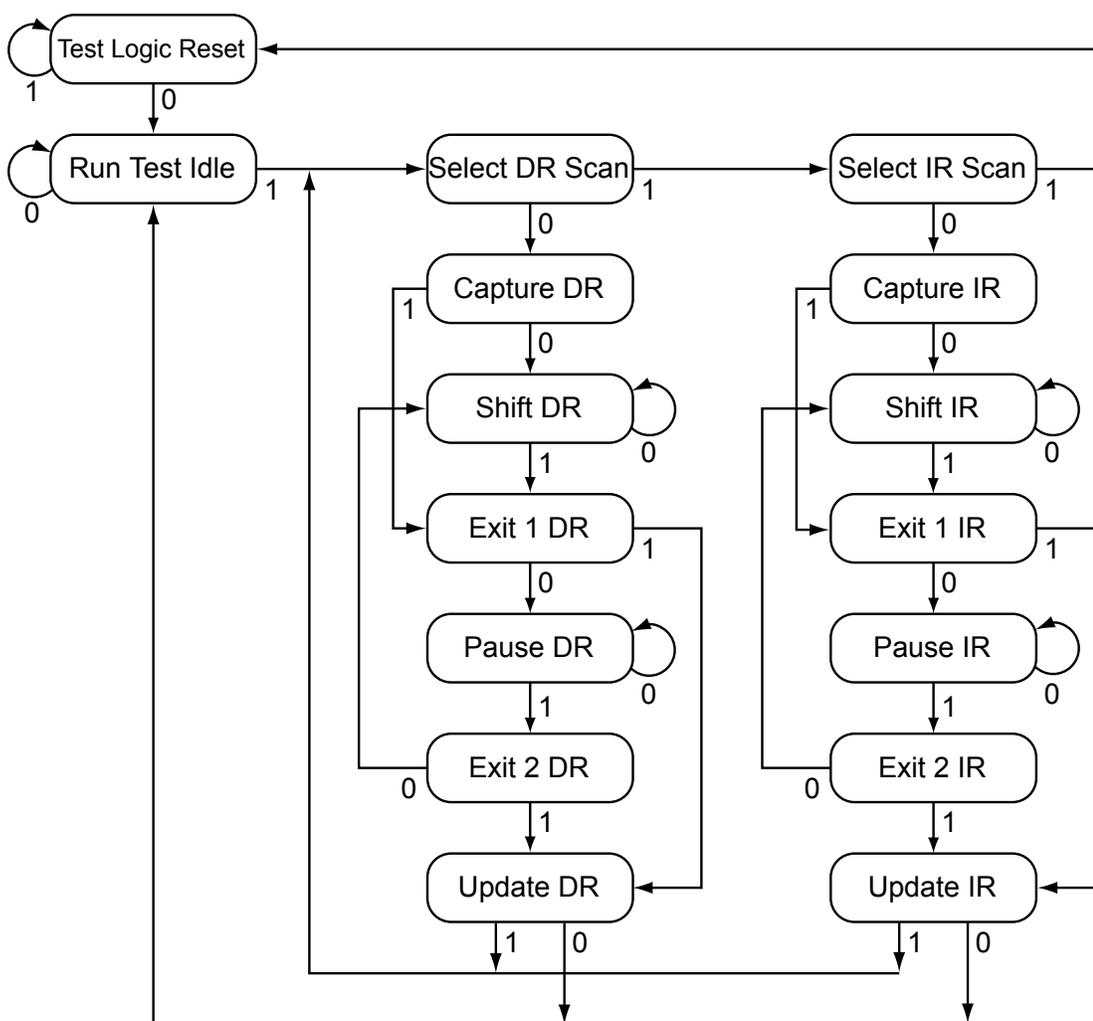 Test Logic Reset
1
0
Run Test Idle
0
1
Select DR Scan
1
Select IR Scan
1
0
0
Capture DR
1
0
Capture IR
1
0
Shift DR
0
1
Shift IR
0
1
Exit 1 DR
1
0
Exit 1 IR
1
0
Pause DR
0
1
Pause IR
0
1
Exit 2 DR
0
1
Exit 2 IR
0
1
Update DR
1
0
Update IR
1
0